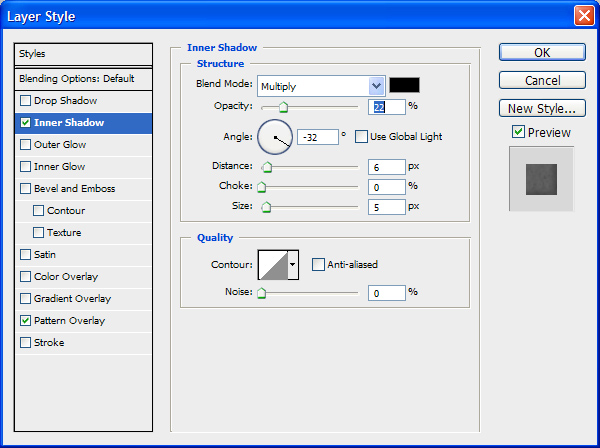 Layer Style
Styles
Blending Options: Default
Drop Shadow
Inner Shadow
Outer Glow
Inner Glow
Bevel and Emboss
Contour
Texture
Satin
Color Overlay
Gradient Overlay
Pattern Overlay
Stroke
Inner Shadow
Structure
Blend Mode: Multiply
Opacity: 22 %
Angle: -32 ° Use Global Light
Distance: 6 px
Choke: 0 %
Size: 5 px
Quality
Contour: Anti-aliased
Noise: 0 %
OK
Cancel
New Style...
Preview